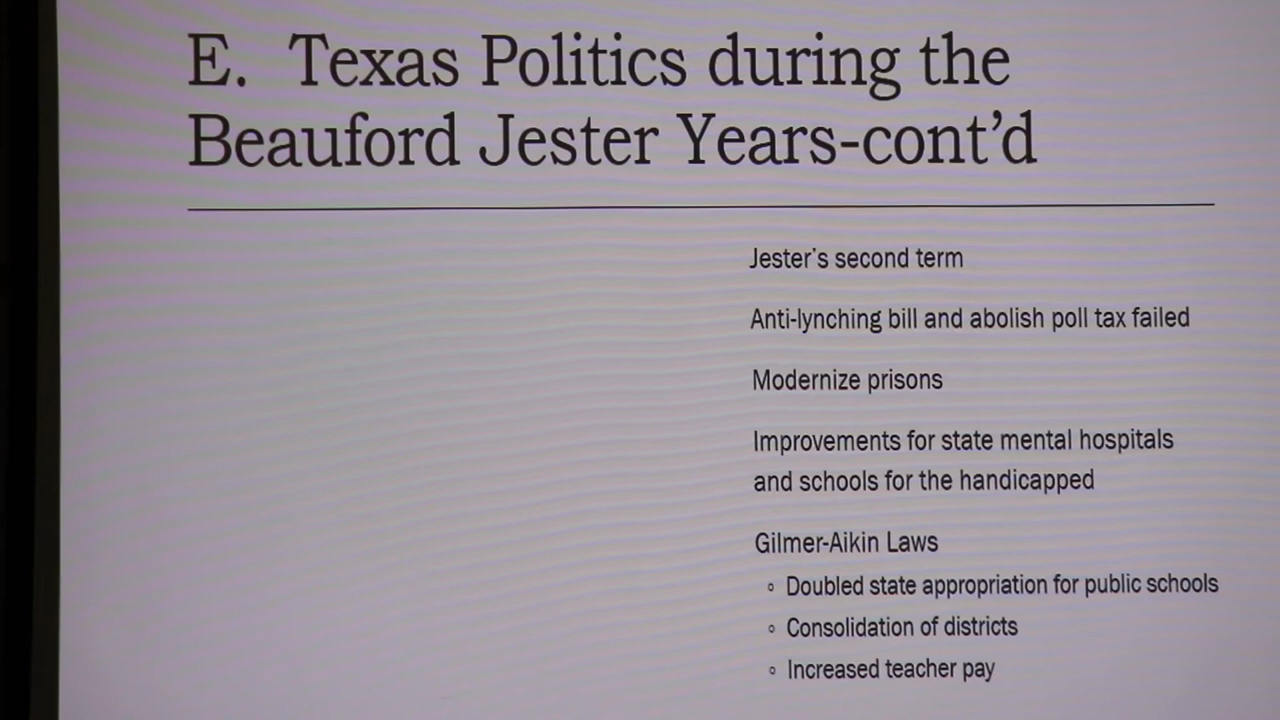 E. Texas Politics during the
Beauford Jester Years-cont’d
Jester’s second term
Anti-lynching bill and abolish poll tax failed
Modernize prisons
Improvements for state mental hospitals
and schools for the handicapped
Gilmer-Aikin Laws
◦ Doubled state appropriation for public schools
◦ Consolidation of districts
◦ Increased teacher pay